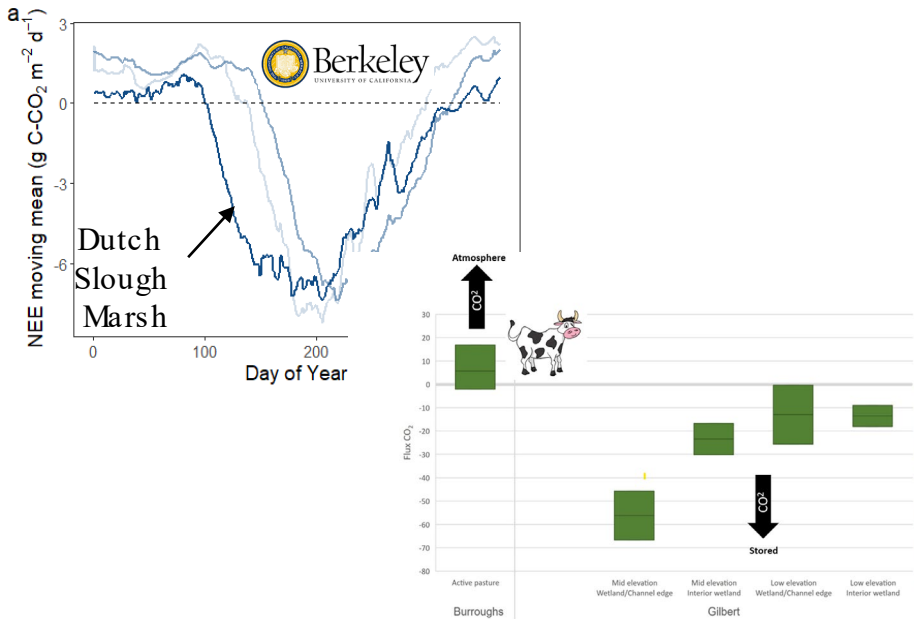 a.
NEE moving mean (g C-CO₂ m⁻² d⁻¹)
3
0
-3
-6
0
100
200
Day of Year
Berkeley
UNIVERSITY OF CALIFORNIA
Dutch
Slough
Marsh
Atmosphere
CO²
Flux CO₂
30
20
10
0
-10
-20
-30
-40
-50
-60
-70
-80
CO²
Stored
Active pasture
Mid elevation
Wetland/Channel edge
Mid elevation
Interior wetland
Low elevation
Wetland/Channel edge
Low elevation
Interior wetland
Burroughs
Gilbert